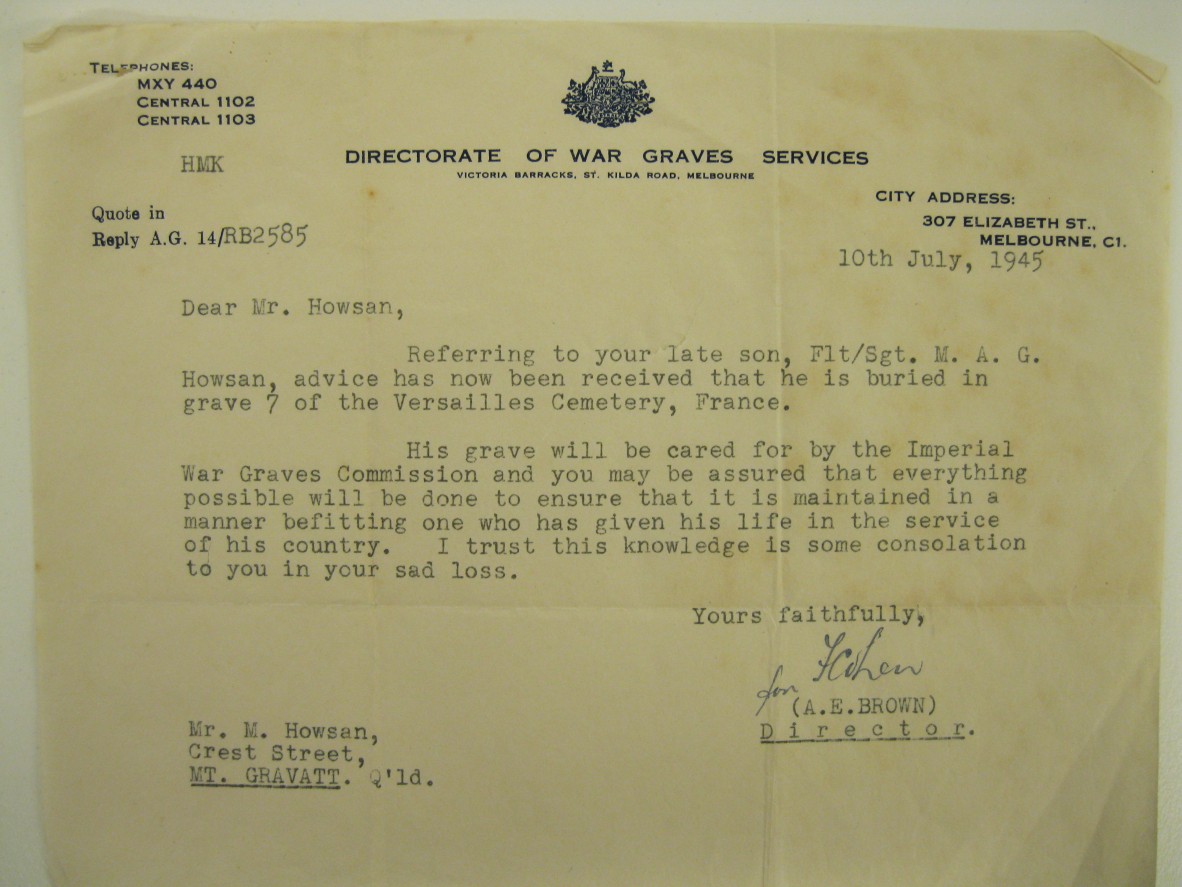 TELEPHONES:
MXY 440
CENTRAL 1102
CENTRAL 1103
HMK
DIRECTORATE OF WAR GRAVES SERVICES
VICTORIA BARRACKS, ST. KILDA ROAD, MELBOURNE
CITY ADDRESS:
307 ELIZABETH ST.,
MELBOURNE, C1.
Quote in
Reply A.G. 14/RB2585
10th July, 1945
Dear Mr. Howsan,
Referring to your late son, Flt/Sgt. M. A. G.
Howsan, advice has now been received that he is buried in
grave 7 of the Versailles Cemetery, France.
His grave will be cared for by the Imperial
War Graves Commission and you may be assured that everything
possible will be done to ensure that it is maintained in a
manner befitting one who has given his life in the service
of his country. I trust this knowledge is some consolation
to you in your sad loss.
Yours faithfully,
for
(A.E.BROWN)
Director.
Mr. M. Howsan,
Crest Street,
MT. GRAVATT. Q'ld.